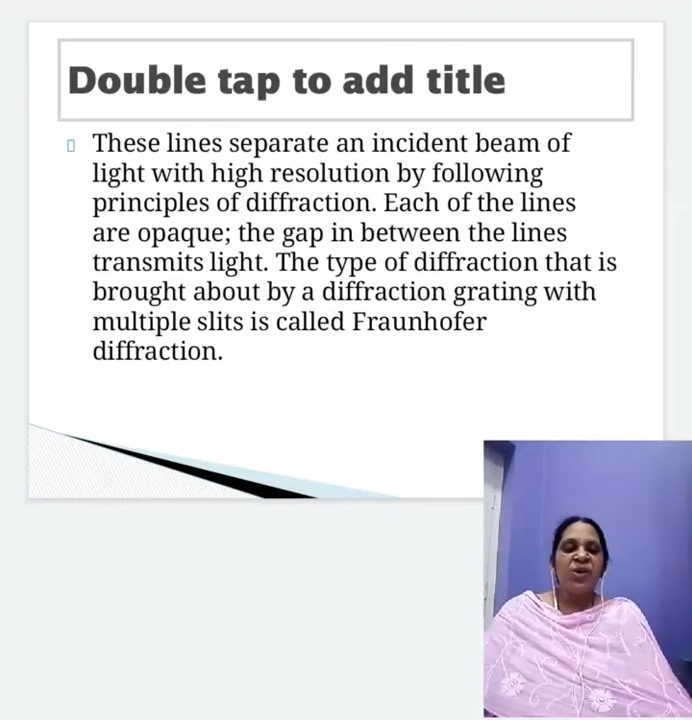 Double tap to add title
These lines separate an incident beam of
light with high resolution by following
principles of diffraction. Each of the lines
are opaque; the gap in between the lines
transmits light. The type of diffraction that is
brought about by a diffraction grating with
multiple slits is called Fraunhofer
diffraction.